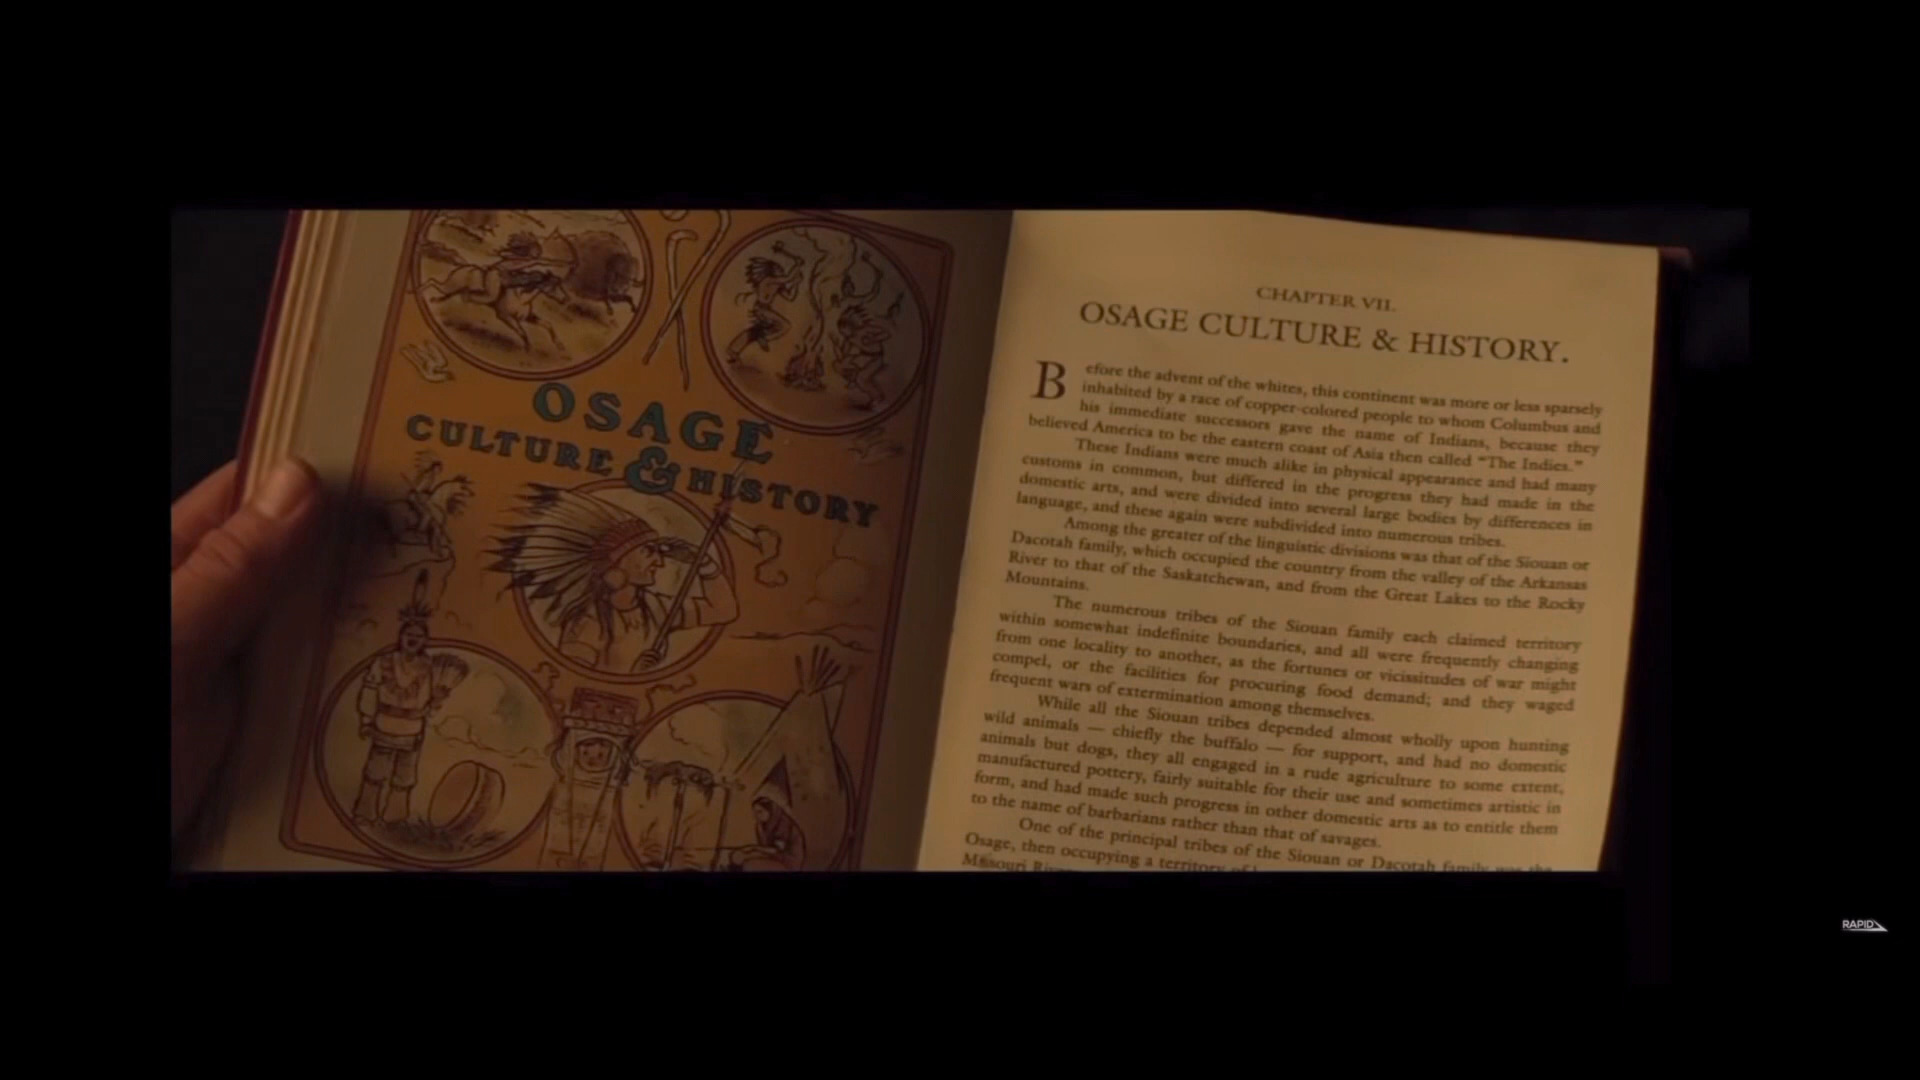 OSAGE
CULTURE & HISTORY
CHAPTER VII.
OSAGE CULTURE & HISTORY.
Before the advent of the whites, this continent was more or less sparsely
inhabited by a race of copper-colored people to whom Columbus and
his immediate successors gave the name of Indians, because they
believed America to be the eastern coast of Asia then called "The Indies."
These Indians were much alike in physical appearance and had many
customs in common, but differed in the progress they had made in the
domestic arts, and were divided into several large bodies by differences in
language, and these again were subdivided into numerous tribes.
Among the greater of the linguistic divisions was that of the Siouan or
Dacotah family, which occupied the country from the valley of the Arkansas
River to that of the Saskatchewan, and from the Great Lakes to the Rocky
Mountains.
The numerous tribes of the Siouan family each claimed territory
within somewhat indefinite boundaries, and all were frequently changing
from one locality to another, as the fortunes or vicissitudes of war might
compel, or the facilities for procuring food demand; and they waged
frequent wars of extermination among themselves.
While all the Siouan tribes depended almost wholly upon hunting
wild animals — chiefly the buffalo — for support, and had no domestic
animals but dogs, they all engaged in a rude agriculture to some extent,
manufactured pottery, fairly suitable for their use and sometimes artistic in
form, and had made such progress in other domestic arts as to entitle them
to the name of barbarians rather than that of savages.
One of the principal tribes of the Siouan or Dacotah family was the
Osage, then occupying a territory of
Missouri River
RAPID